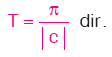 T = π / |c| dir.